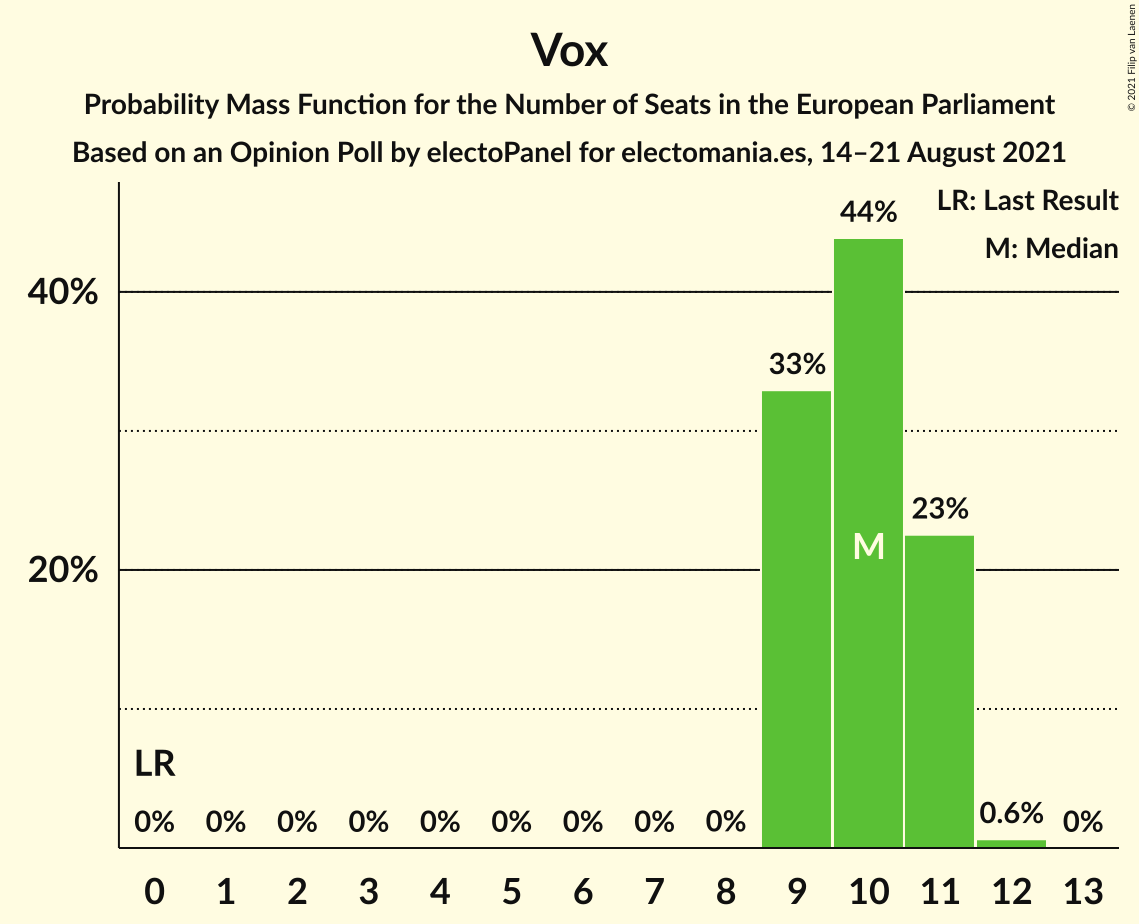 Vox
Probability Mass Function for the Number of Seats in the European Parliament
Based on an Opinion Poll by electoPanel for electomania.es, 14–21 August 2021
© 2021 Filip van Laenen
LR: Last Result
M: Median
44%
40%
33%
23%
M
20%
LR
0% 0% 0% 0% 0% 0% 0% 0% 0% 0.6% 0%
0 1 2 3 4 5 6 7 8 9 10 11 12 13